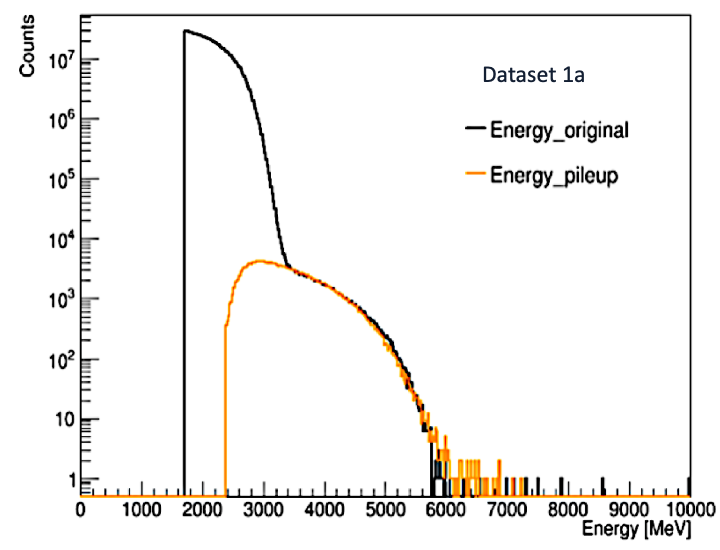 Counts
Dataset 1a
Energy_original
Energy_pileup
10⁷
10⁶
10⁵
10⁴
10³
10²
10
1
0 1000 2000 3000 4000 5000 6000 7000 8000 9000 10000
Energy [MeV]